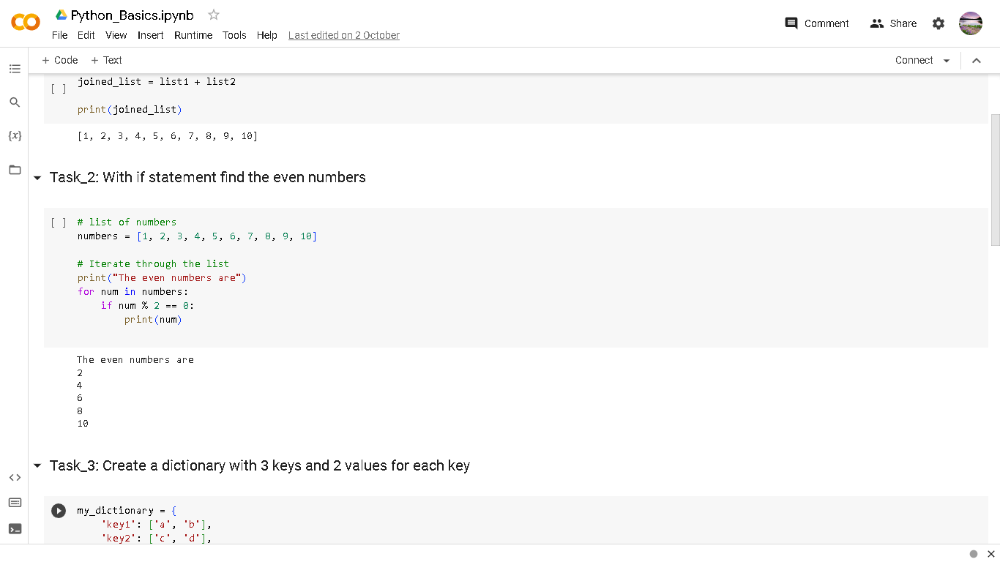 Python_Basics.ipynb
File Edit View Insert Runtime Tools Help Last edited on 2 October
Comment Share
+ Code + Text
Connect
joined_list = list1 + list2
[ ]
print(joined_list)
[1, 2, 3, 4, 5, 6, 7, 8, 9, 10]
{x}
Task_2: With if statement find the even numbers
[ ] # list of numbers
numbers = [1, 2, 3, 4, 5, 6, 7, 8, 9, 10]
# Iterate through the list
print("The even numbers are")
for num in numbers:
    if num % 2 == 0:
        print(num)
The even numbers are
2
4
6
8
10
Task_3: Create a dictionary with 3 keys and 2 values for each key
my_dictionary = {
    'key1': ['a', 'b'],
    'key2': ['c', 'd'],